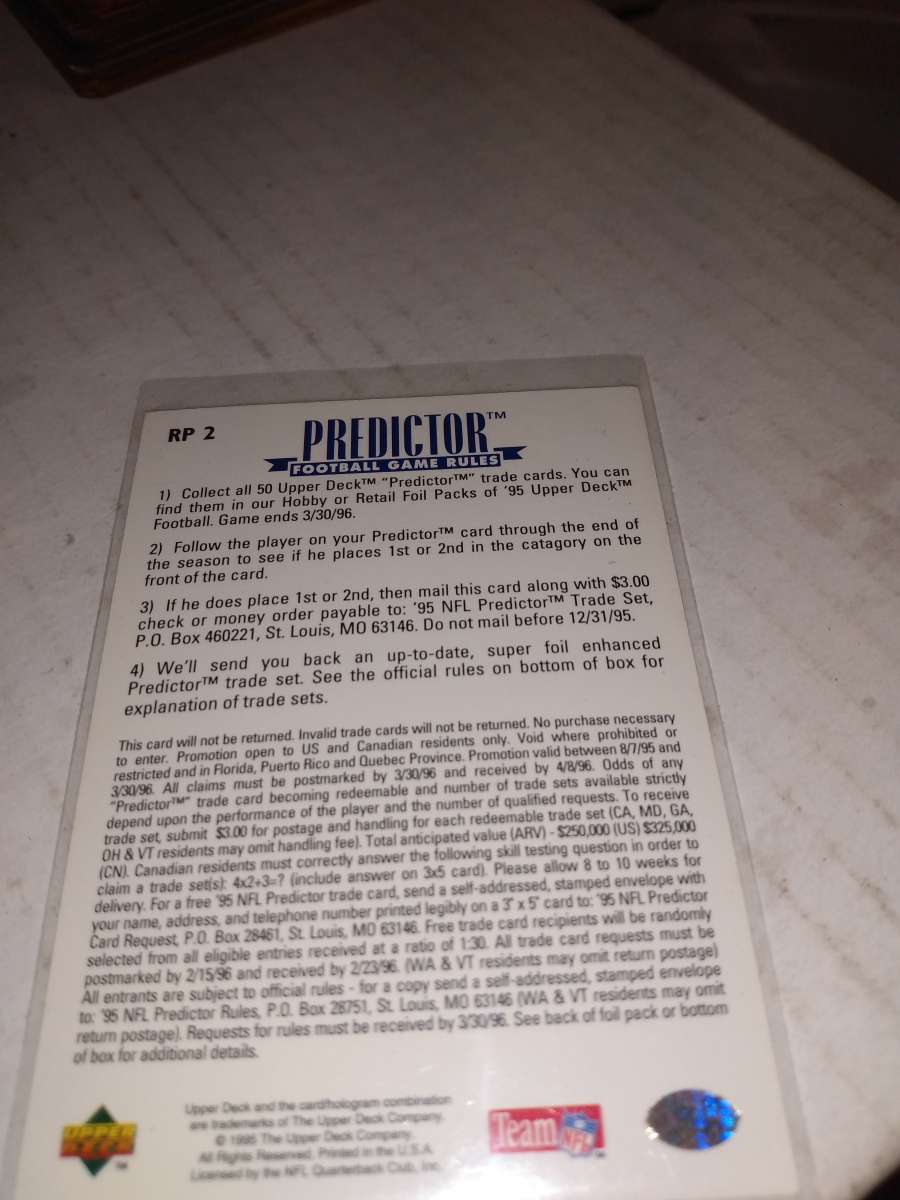 RP 2
PREDICTOR™
FOOTBALL GAME RULES
1) Collect all 50 Upper Deck™ “Predictor™” trade cards. You can
find them in our Hobby or Retail Foil Packs of '95 Upper Deck™
Football. Game ends 3/30/96.
2) Follow the player on your Predictor™ card through the end of
the season to see if he places 1st or 2nd in the catagory on the
front of the card.
3) If he does place 1st or 2nd, then mail this card along with $3.00
check or money order payable to: '95 NFL Predictor™ Trade Set,
P.O. Box 460221, St. Louis, MO 63146. Do not mail before 12/31/95.
4) We'll send you back an up-to-date, super foil enhanced
Predictor™ trade set. See the official rules on bottom of box for
explanation of trade sets.
This card will not be returned. Invalid trade cards will not be returned. No purchase necessary
to enter. Promotion open to US and Canadian residents only. Void where prohibited or
restricted and in Florida, Puerto Rico and Quebec Province. Promotion valid between 8/7/95 and
3/30/96. All claims must be postmarked by 3/30/96 and received by 4/8/96. Odds of any
“Predictor™” trade card becoming redeemable and number of trade sets available strictly
depend upon the performance of the player and the number of qualified requests. To receive
trade set, submit $3.00 for postage and handling for each redeemable trade set (CA, MD, GA,
OH & VT residents may omit handling fee). Total anticipated value (ARV) - $250,000 (US) $325,000
(CN). Canadian residents must correctly answer the following skill testing question in order to
claim a trade set(s): 4x2+3=? (include answer on 3x5 card). Please allow 8 to 10 weeks for
delivery. For a free '95 NFL Predictor trade card, send a self-addressed, stamped envelope with
your name, address, and telephone number printed legibly on a 3" x 5" card to: '95 NFL Predictor
Card Request, P.O. Box 28461, St. Louis, MO 63146. Free trade card recipients will be randomly
selected from all eligible entries received at a ratio of 1:30. All trade card requests must be
postmarked by 2/15/96 and received by 2/23/96. (WA & VT residents may omit return postage)
All entrants are subject to official rules - for a copy send a self-addressed, stamped envelope
to: '95 NFL Predictor Rules, P.O. Box 28751, St. Louis, MO 63146 (WA & VT residents may omit
return postage). Requests for rules must be received by 3/30/96. See back of foil pack or bottom
of box for additional details.
Upper Deck and the card/hologram combination
are trademarks of The Upper Deck Company.
© 1995 The Upper Deck Company.
All Rights Reserved. Printed in the U.S.A.
Licensed by the NFL Quarterback Club, Inc.
UPPER
DECK™
Team NFL™